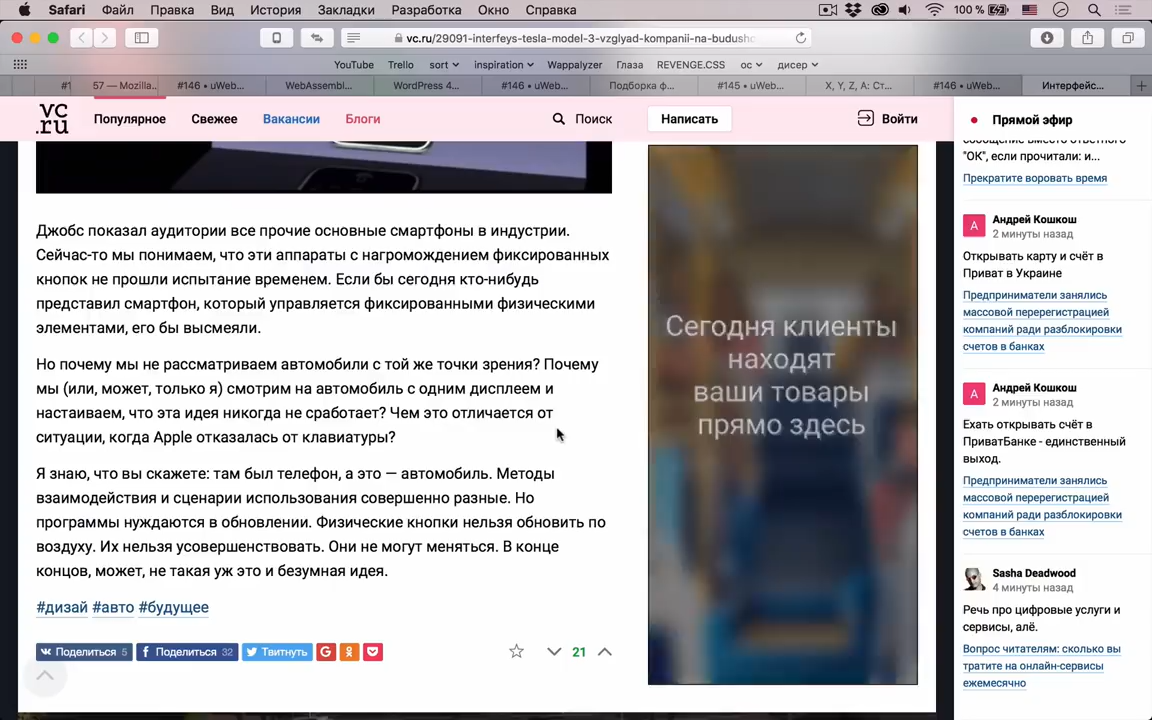 Safari Файл Правка Вид История Закладки Разработка Окно Справка 100 %
vc.ru/29091-interfeys-tesla-model-3-vzglyad-kompanii-na-budushc
YouTube Trello sort inspiration Wappalyzer Глаза REVENGE.CSS ос дисер
#1 57 — Mozilla... #146 • uWeb... WebAssembl... WordPress 4... #146 • uWeb... Подборка ф... #145 • uWeb... X, Y, Z, A: Ст... #146 • uWeb... Интерфейс...
vc
.ru
Популярное Свежее Вакансии Блоги Поиск Написать Войти
Джобс показал аудитории все прочие основные смартфоны в индустрии.
Сейчас-то мы понимаем, что эти аппараты с нагромождением фиксированных
кнопок не прошли испытание временем. Если бы сегодня кто-нибудь
представил смартфон, который управляется фиксированными физическими
элементами, его бы высмеяли.
Но почему мы не рассматриваем автомобили с той же точки зрения? Почему
мы (или, может, только я) смотрим на автомобиль с одним дисплеем и
настаиваем, что эта идея никогда не сработает? Чем это отличается от
ситуации, когда Apple отказалась от клавиатуры?
Я знаю, что вы скажете: там был телефон, а это — автомобиль. Методы
взаимодействия и сценарии использования совершенно разные. Но
программы нуждаются в обновлении. Физические кнопки нельзя обновить по
воздуху. Их нельзя усовершенствовать. Они не могут меняться. В конце
концов, может, не такая уж это и безумная идея.
#дизай #авто #будущее
Поделиться 5 Поделиться 32 Твитнуть 21
Сегодня клиенты
находят
ваши товары
прямо здесь
Прямой эфир
сообщение вместо ответного
"ОК", если прочитали: и...
Прекратите воровать время
А
Андрей Кошкош
2 минуты назад
Открывать карту и счёт в
Приват в Украине
Предприниматели занялись
массовой перерегистрацией
компаний ради разблокировки
счетов в банках
А
Андрей Кошкош
2 минуты назад
Ехать открывать счёт в
ПриватБанке - единственный
выход.
Предприниматели занялись
массовой перерегистрацией
компаний ради разблокировки
счетов в банках
Sasha Deadwood
4 минуты назад
Речь про цифровые услуги и
сервисы, алё.
Вопрос читателям: сколько вы
тратите на онлайн-сервисы
ежемесячно